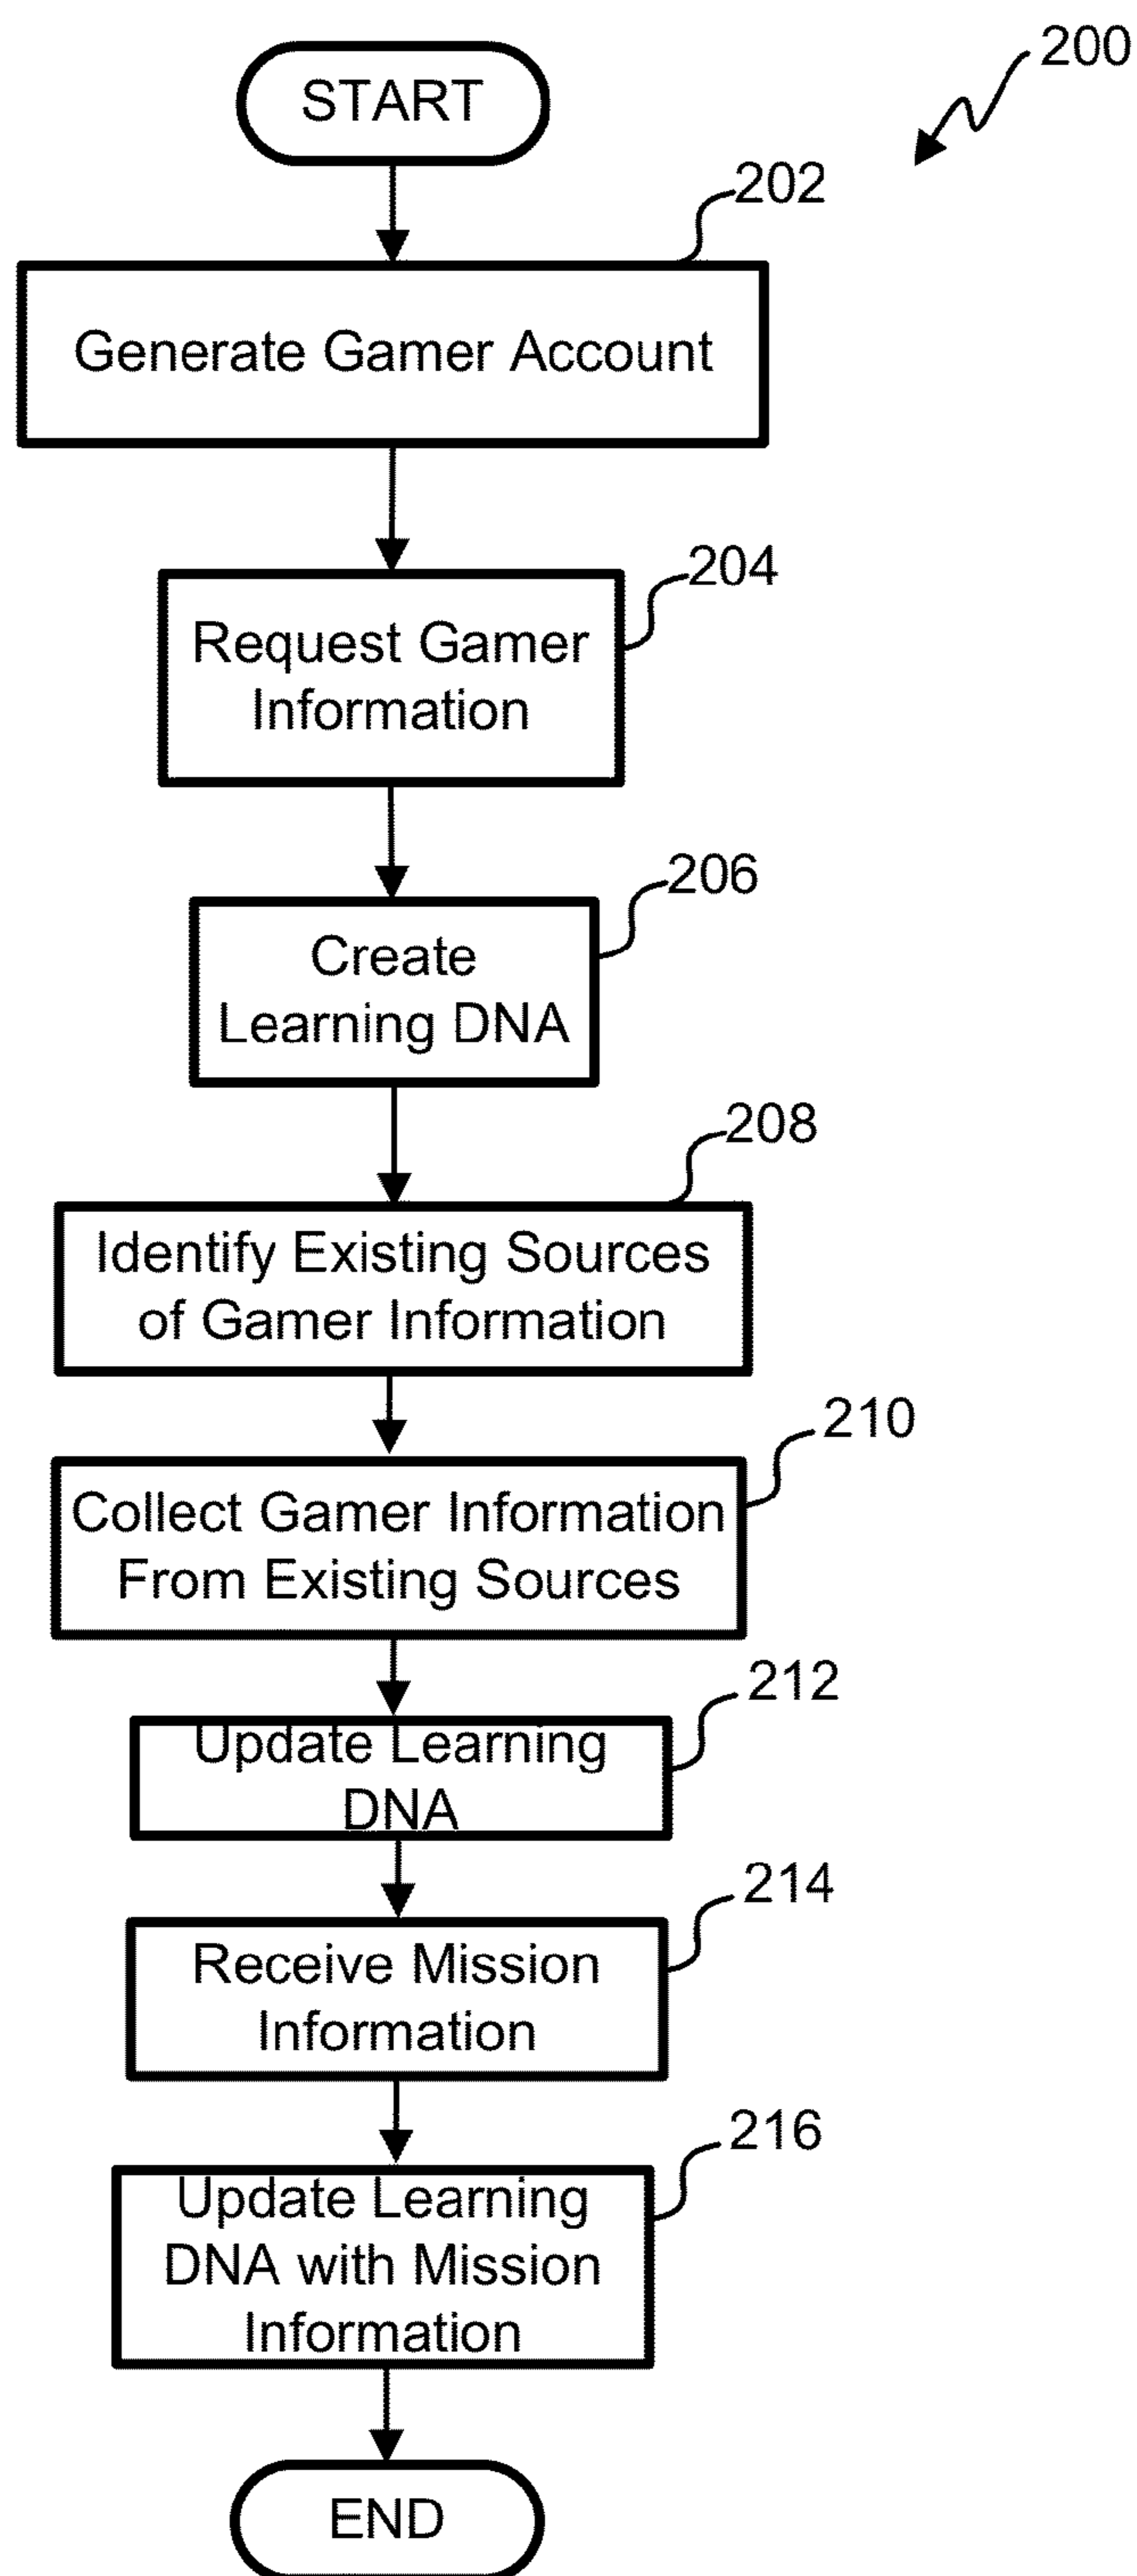 200
START
202
Generate Gamer Account
204
Request Gamer
Information
206
Create
Learning DNA
208
Identify Existing Sources
of Gamer Information
210
Collect Gamer Information
From Existing Sources
212
Update Learning
DNA
214
Receive Mission
Information
216
Update Learning
DNA with Mission
Information
END